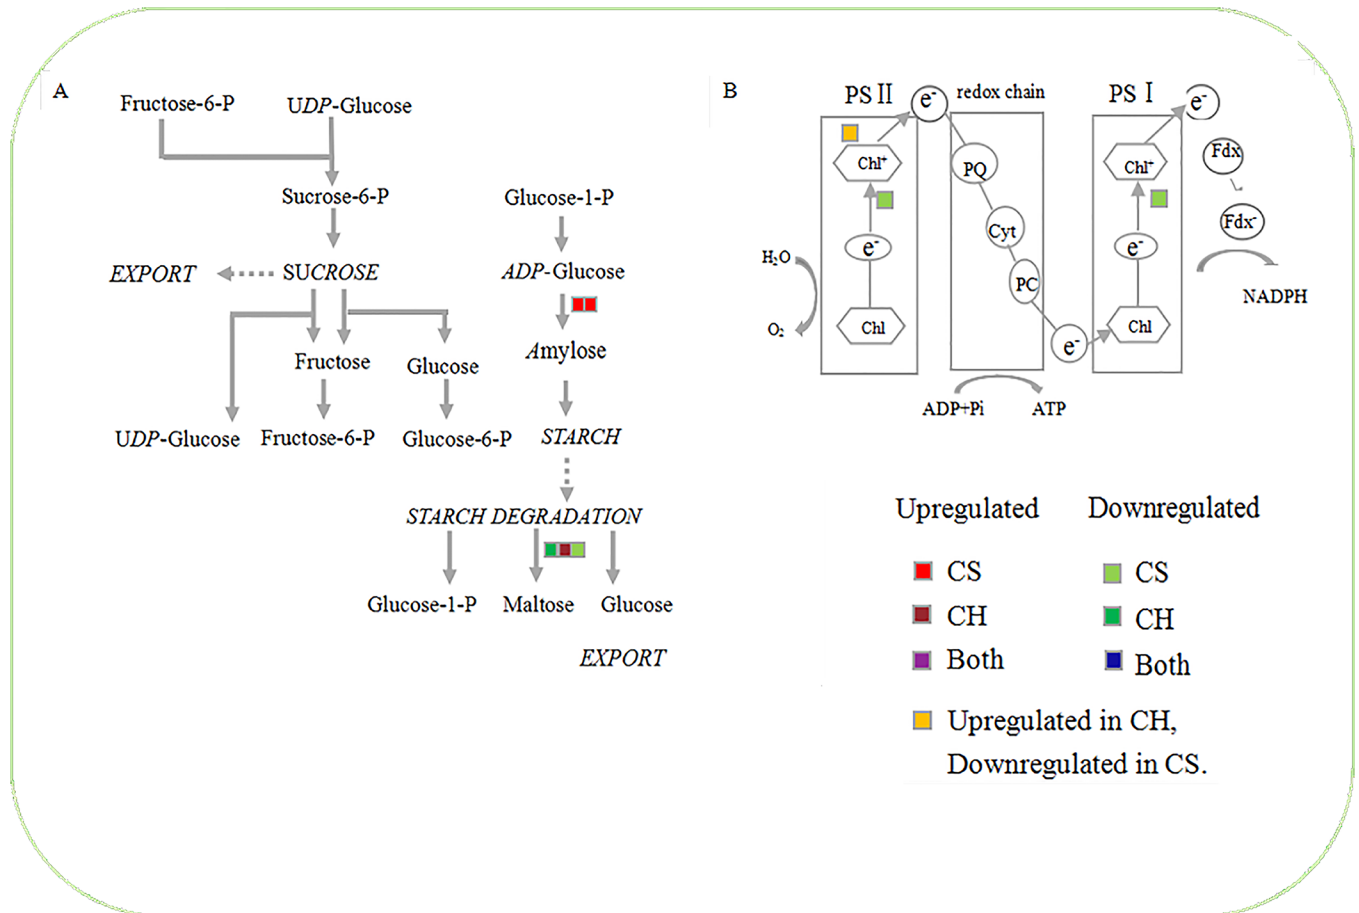 A
Fructose-6-P
UDP-Glucose
Sucrose-6-P
EXPORT
SUCROSE
Fructose
Glucose
UDP-Glucose
Fructose-6-P
Glucose-6-P
Glucose-1-P
ADP-Glucose
Amylose
STARCH
STARCH DEGRADATION
Glucose-1-P
Maltose
Glucose
EXPORT
B
PS II
e-
redox chain
PS I
e-
Chl+
PQ
Chl+
Fdx
Cyt
Fdx-
e-
e-
H2O
PC
NADPH
O2
Chl
e-
Chl
ADP+Pi
ATP
Upregulated
Downregulated
CS
CS
CH
CH
Both
Both
Upregulated in CH,
Downregulated in CS.